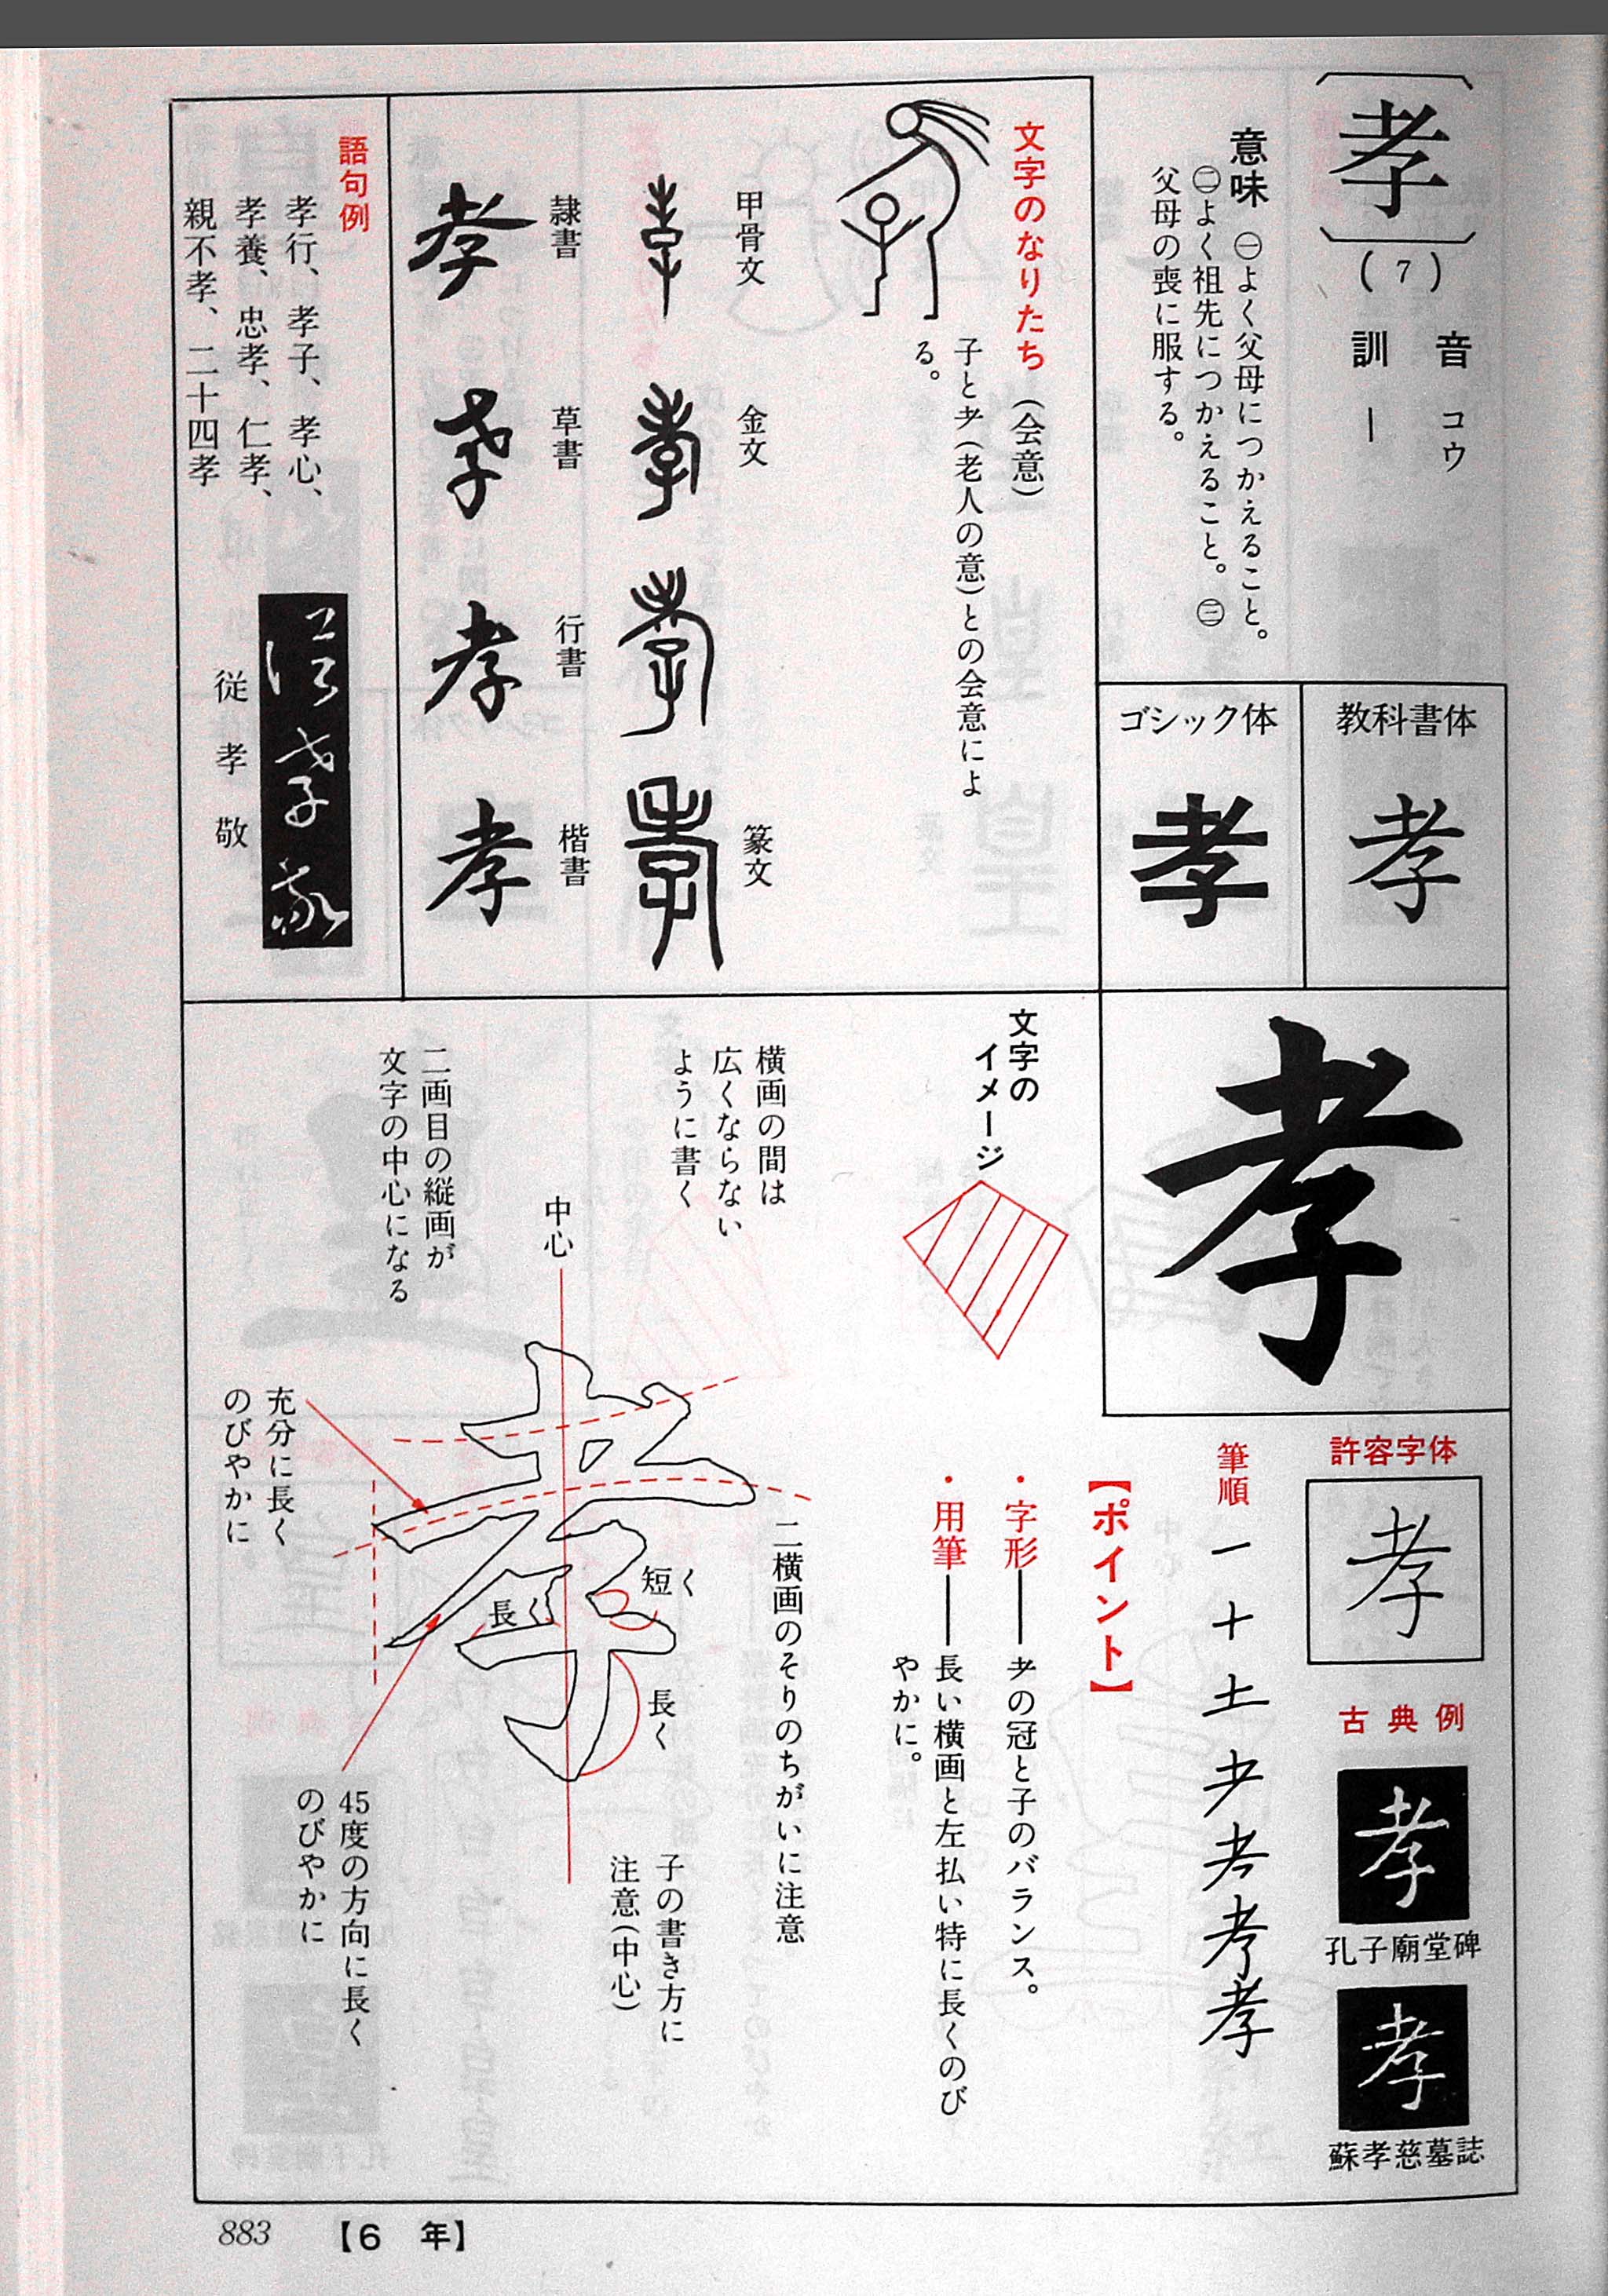 〔孝〕(7)
音 コウ
訓 ―
意味 ㊀よく父母につかえること。
㊁よく祖先につかえること。㊂
父母の喪に服する。
教科書体
孝
ゴシック体
孝
孝
許容字体
孝
古典例
孝
孔子廟堂碑
孝
蘇孝慈墓誌
筆順 一 十 土 耂 孝
文字のなりたち (会意)
子と耂(老人の意)との会意によ
る。
甲骨文
金文
篆文
隷書
孝
草書
孝
行書
孝
楷書
孝
語句例
孝行、孝子、孝心、
孝養、忠孝、仁孝、
親不孝、二十四孝
従孝敬
従孝敬
文字の
イメージ
【ポイント】
・字形――耂の冠と子のバランス。
・用筆――長い横画と左払い特に長くのび
やかに。
横画の間は
広くならない
ように書く
二画目の縦画が
文字の中心になる
中心
二横画のそりのちがいに注意
短く
長く
長く
充分に長く
のびやかに
子の書き方に
注意(中心)
45度の方向に長く
のびやかに
883 【6 年】